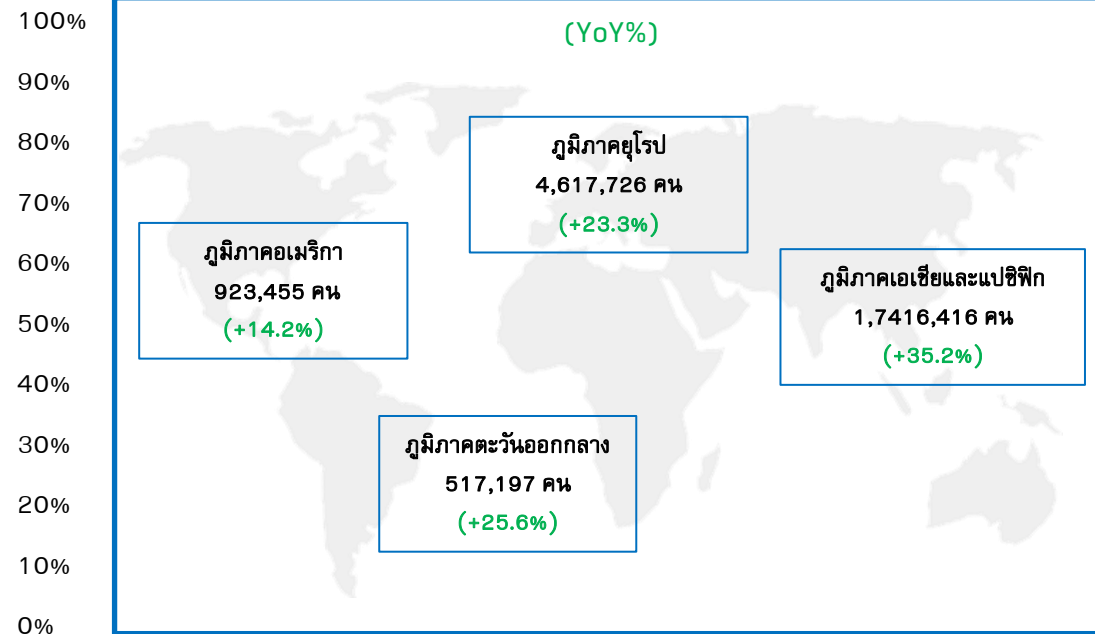 100%
90%
80%
70%
60%
50%
40%
30%
20%
10%
0%
(YoY%)
ภูมิภาคยุโรป
4,617,726 คน
(+23.3%)
ภูมิภาคอเมริกา
923,455 คน
(+14.2%)
ภูมิภาคเอเชียและแปซิฟิก
1,7416,416 คน
(+35.2%)
ภูมิภาคตะวันออกกลาง
517,197 คน
(+25.6%)